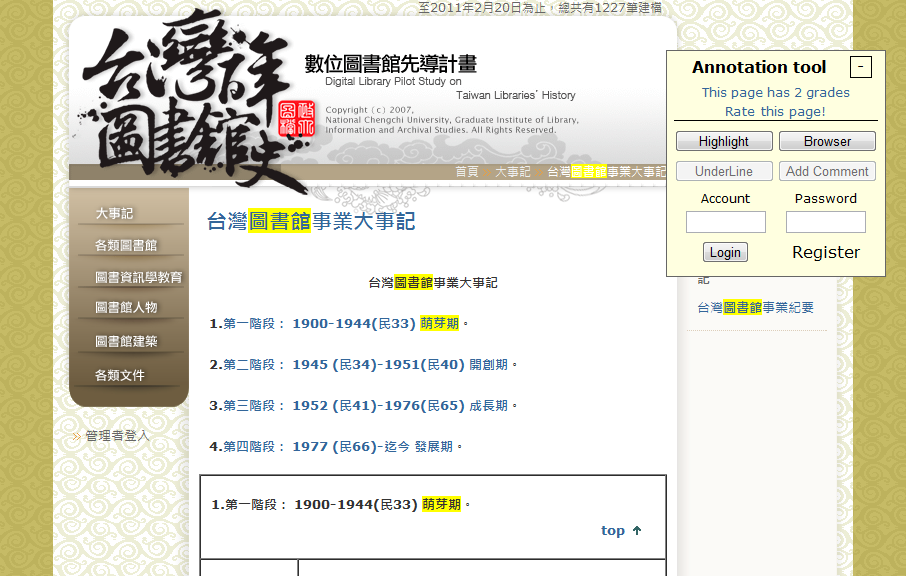 至2011年2月20日為止，總共有1227筆建檔
台灣百年
圖書館史
數位圖書館先導計畫
Digital Library Pilot Study on
Taiwan Libraries' History
Copyright (c) 2007,
National Chengchi University, Graduate Institute of Library,
Information and Archival Studies. All Rights Reserved.
首頁 » 大事記 » 台灣圖書館事業大事記
Annotation tool
-
This page has 2 grades
Rate this page!
Highlight
Browser
UnderLine
Add Comment
Account
Password
Login
Register
大事記
各類圖書館
圖書資訊學教育
圖書館人物
圖書館建築
各類文件
» 管理者登入
台灣圖書館事業大事記
台灣圖書館事業大事記
1.第一階段： 1900-1944(民33) 萌芽期。
2.第二階段： 1945 (民34)-1951(民40) 開創期。
3.第三階段： 1952 (民41)-1976(民65) 成長期。
4.第四階段： 1977 (民66)-迄今 發展期。
1.第一階段： 1900-1944(民33) 萌芽期。
top ↑
記
台灣圖書館事業紀要